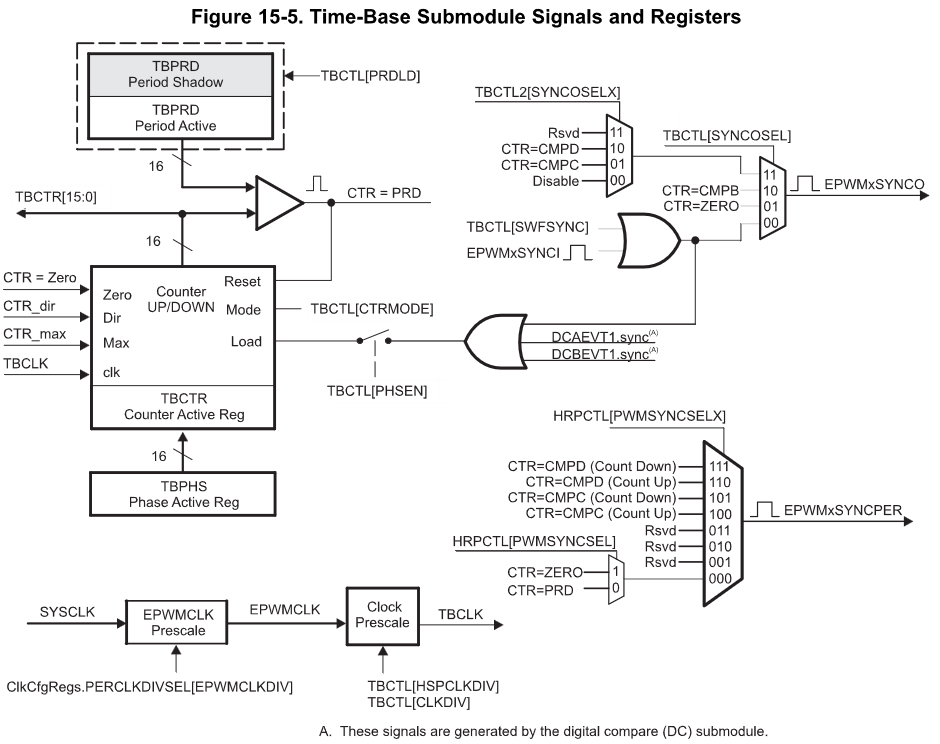 Figure 15-5. Time-Base Submodule Signals and Registers
TBPRD
Period Shadow
TBPRD
Period Active
TBCTL[PRDLD]
16
TBCTR[15:0]
16
CTR = PRD
CTR = Zero
CTR_dir
CTR_max
TBCLK
Zero
Dir
Max
clk
Counter
UP/DOWN
Reset
Mode
Load
TBCTL[CTRMODE]
TBCTL[PHSEN]
TBCTR
Counter Active Reg
16
TBPHS
Phase Active Reg
TBCTL2[SYNCOSELX]
Rsvd 11
CTR=CMPD 10
CTR=CMPC 01
Disable 00
TBCTL[SYNCOSEL]
11
CTR=CMPB 10
CTR=ZERO 01
00
EPWMxSYNCO
TBCTL[SWFSYNC]
EPWMxSYNCI
DCAEVT1.sync(A)
DCBEVT1.sync(A)
HRPCTL[PWMSYNCSELX]
CTR=CMPD (Count Down) 111
CTR=CMPD (Count Up) 110
CTR=CMPC (Count Down) 101
CTR=CMPC (Count Up) 100
Rsvd 011
Rsvd 010
Rsvd 001
000
EPWMxSYNCPER
HRPCTL[PWMSYNCSEL]
CTR=ZERO 1
CTR=PRD 0
SYSCLK
EPWMCLK
Prescale
EPWMCLK
Clock
Prescale
TBCLK
ClkCfgRegs.PERCLKDIVSEL[EPWMCLKDIV]
TBCTL[HSPCLKDIV]
TBCTL[CLKDIV]
A. These signals are generated by the digital compare (DC) submodule.